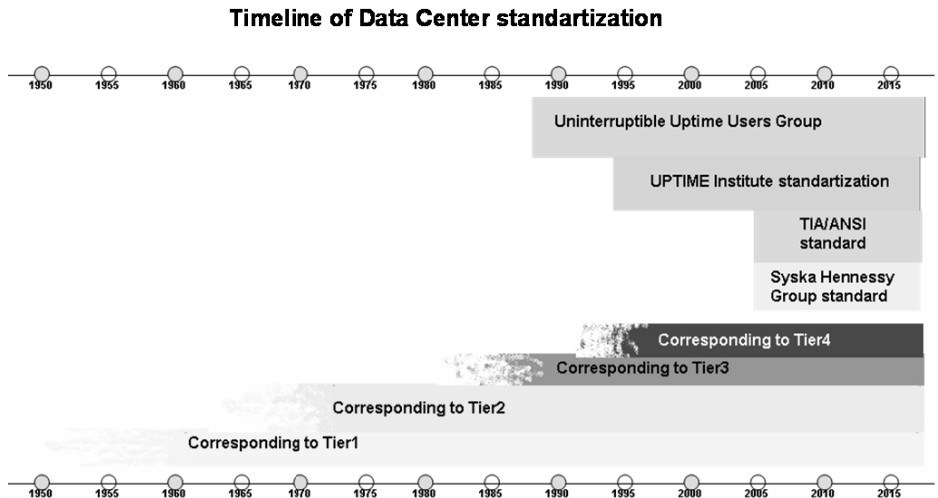 Timeline of Data Center standartization
1950 1955 1960 1965 1970 1975 1980 1985 1990 1995 2000 2005 2010 2015
Uninterruptible Uptime Users Group
UPTIME Institute standartization
TIA/ANSI
standard
Syska Hennessy
Group standard
Corresponding to Tier4
Corresponding to Tier3
Corresponding to Tier2
Corresponding to Tier1
1950 1955 1960 1965 1970 1975 1980 1985 1990 1995 2000 2005 2010 2015